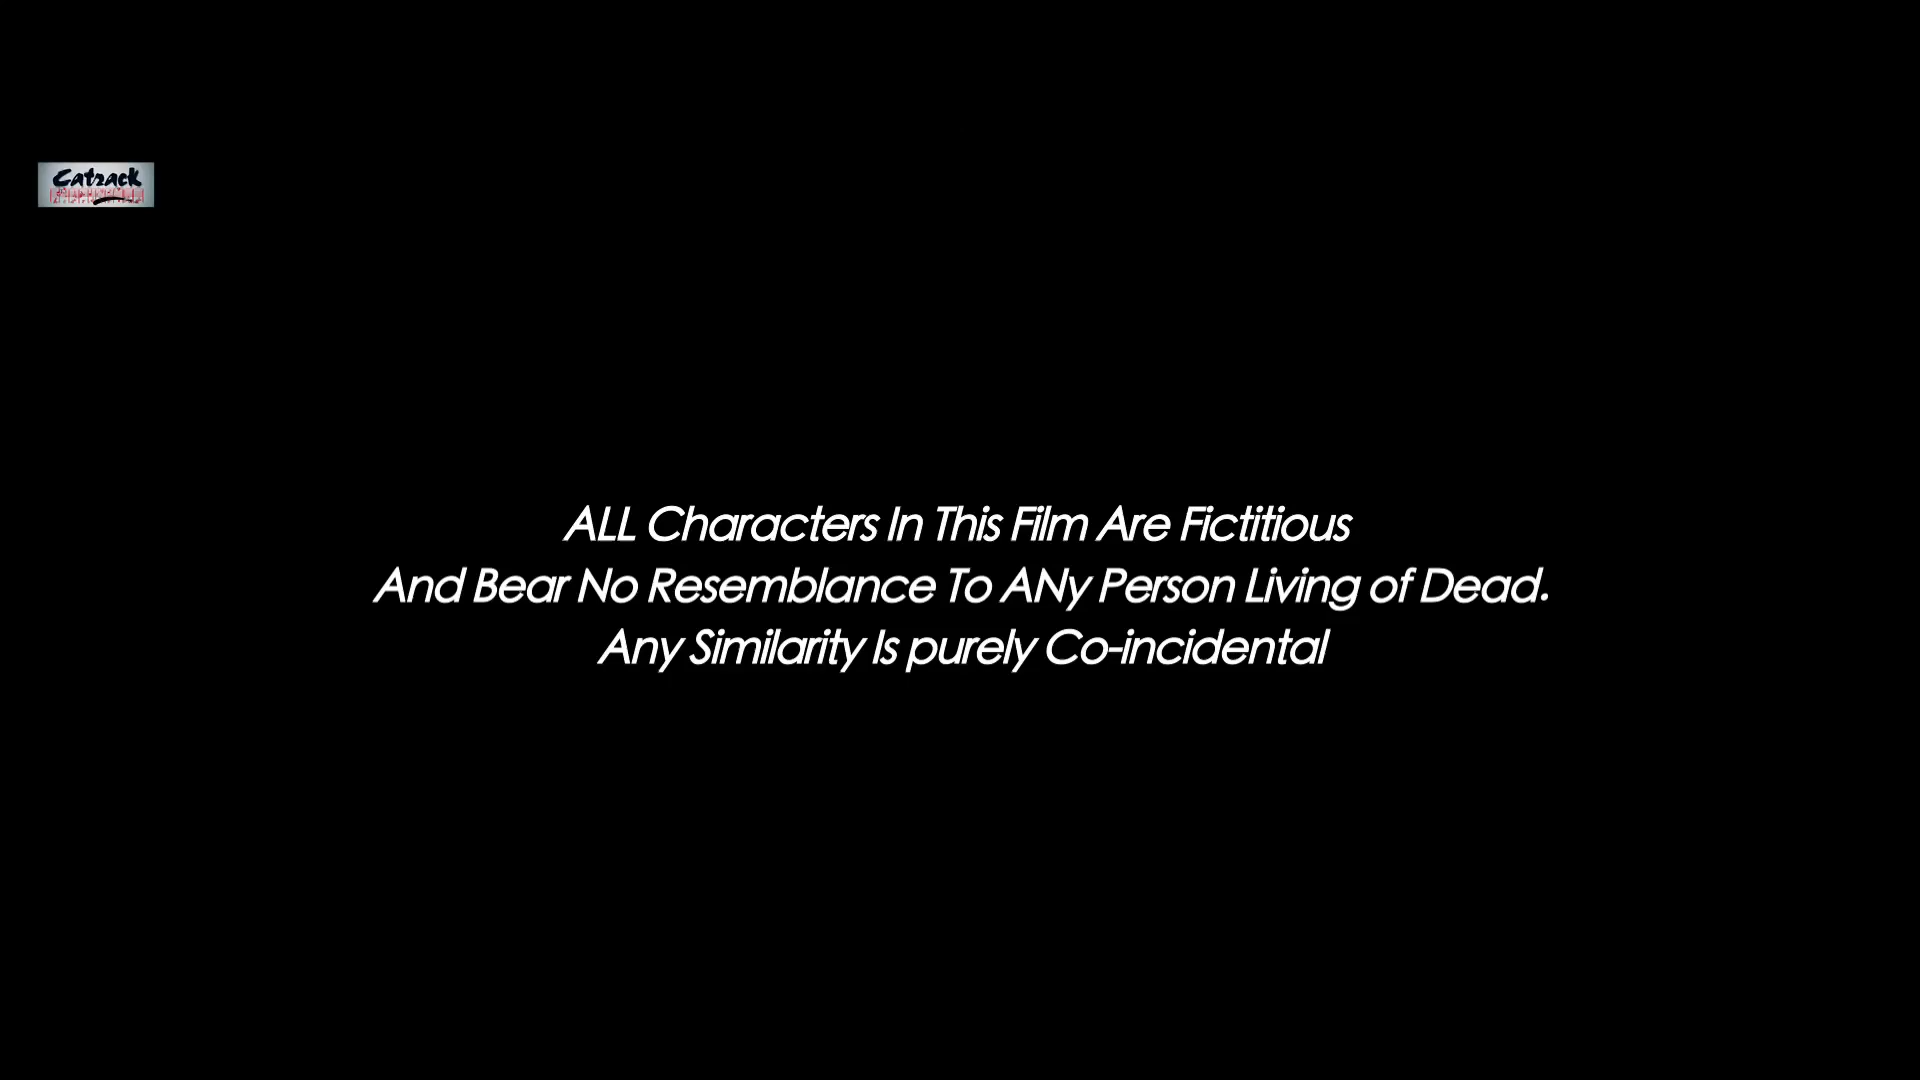 Catrack
ALL Characters In This Film Are Fictitious
And Bear No Resemblance To ANy Person Living of Dead.
Any Similarity Is purely Co-incidental